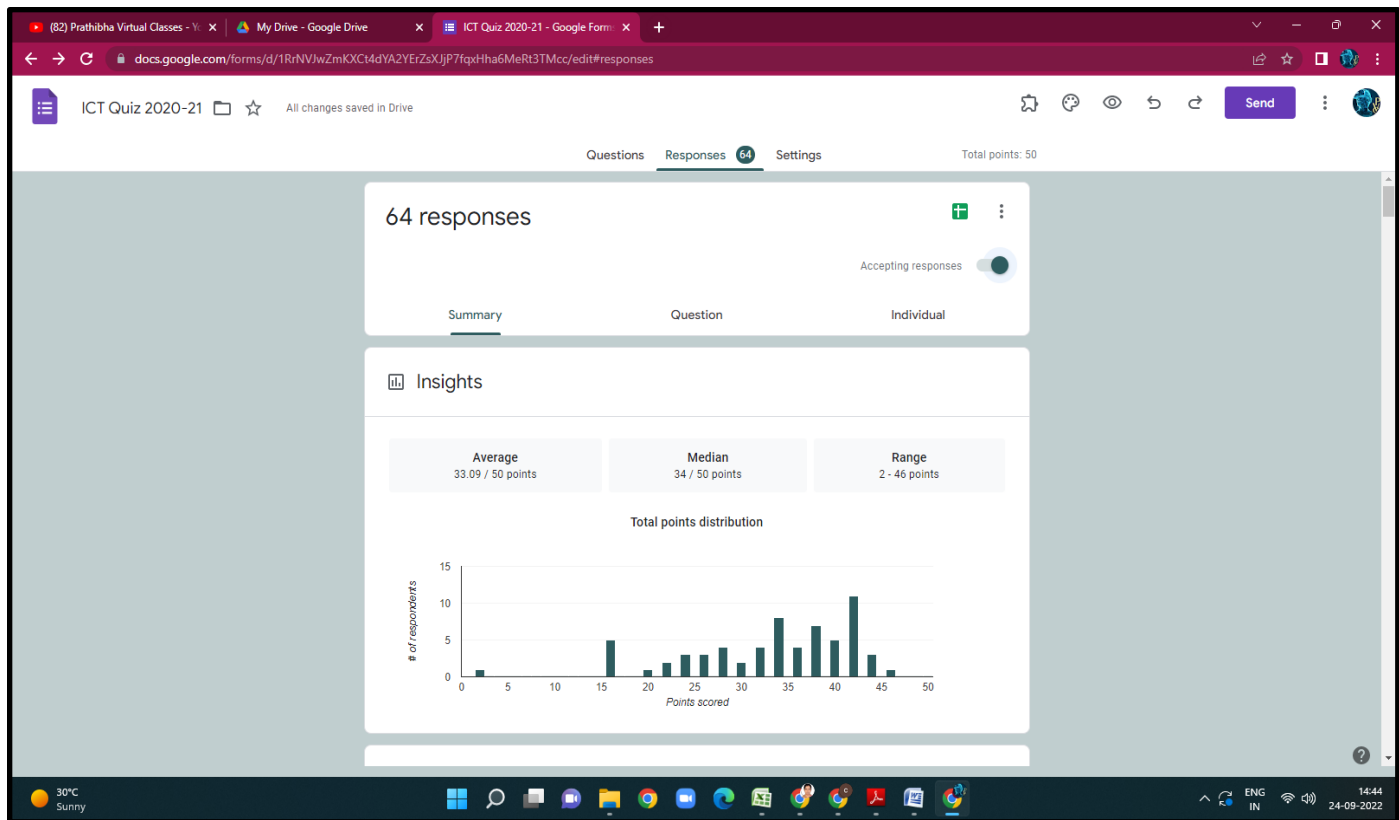 (82) Prathibha Virtual Classes - Yo
My Drive - Google Drive
ICT Quiz 2020-21 - Google Form
docs.google.com/forms/d/1RrNVJwZmKXCt4dYA2YErZsXJjP7fqxHha6MeRt3TMcc/edit#responses
ICT Quiz 2020-21
All changes saved in Drive
Send
Questions
Responses 64
Settings
Total points: 50
64 responses
Accepting responses
Summary
Question
Individual
Insights
Average
33.09 / 50 points
Median
34 / 50 points
Range
2 - 46 points
Total points distribution
# of respondents
15
10
5
0
0 5 10 15 20 25 30 35 40 45 50
Points scored
30°C
Sunny
ENG
IN
14:44
24-09-2022